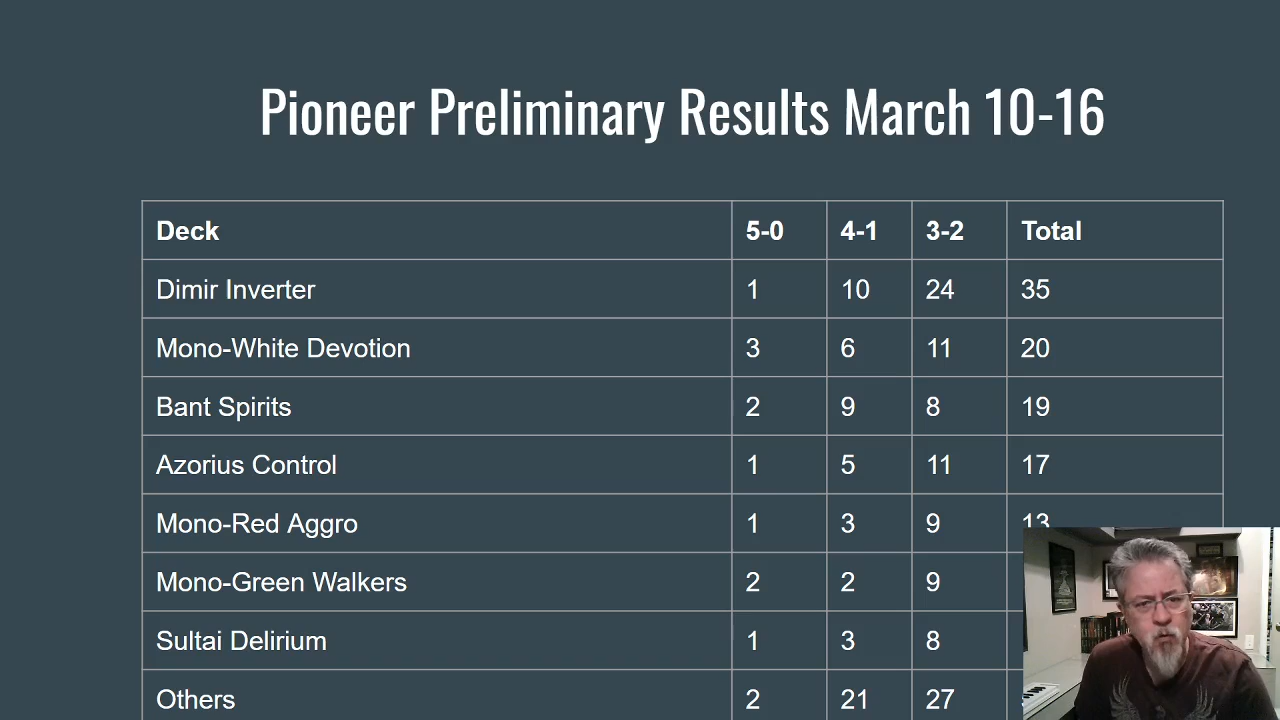 Pioneer Preliminary Results March 10-16
Deck 5-0 4-1 3-2 Total
Dimir Inverter 1 10 24 35
Mono-White Devotion 3 6 11 20
Bant Spirits 2 9 8 19
Azorius Control 1 5 11 17
Mono-Red Aggro 1 3 9 13
Mono-Green Walkers 2 2 9
Sultai Delirium 1 3 8
Others 2 21 27